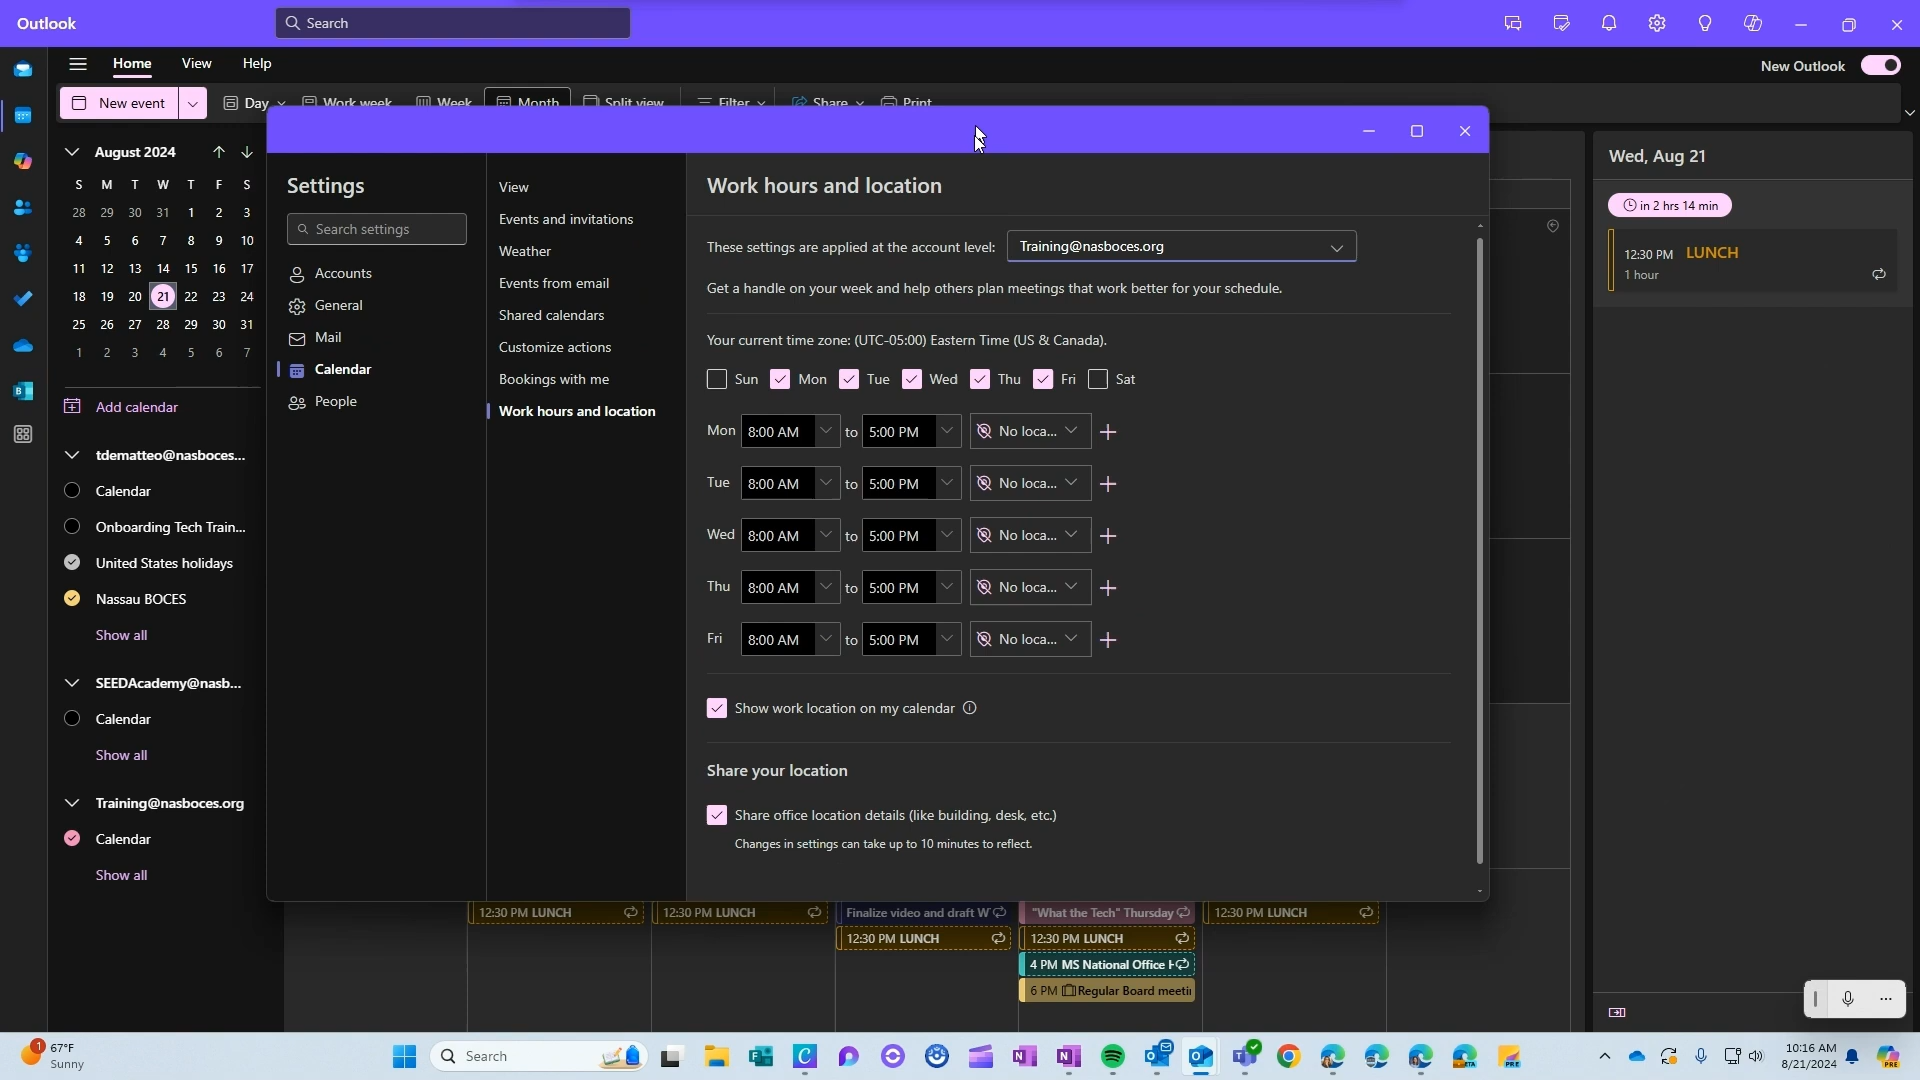 Outlook
Search
Home
View
Help
New Outlook
New event
Day
Work week
Week
Month
Split view
Filter
Share
Print
August 2024
S M T W T F S
28 29 30 31 1 2 3
4 5 6 7 8 9 10
11 12 13 14 15 16 17
18 19 20 21 22 23 24
25 26 27 28 29 30 31
1 2 3 4 5 6 7
Add calendar
tdematteo@nasboces...
Calendar
Onboarding Tech Train...
United States holidays
Nassau BOCES
Show all
SEEDAcademy@nasb...
Calendar
Show all
Training@nasboces.org
Calendar
Show all
Settings
Search settings
Accounts
General
Mail
Calendar
People
View
Events and invitations
Weather
Events from email
Shared calendars
Customize actions
Bookings with me
Work hours and location
Work hours and location
These settings are applied at the account level: Training@nasboces.org
Get a handle on your week and help others plan meetings that work better for your schedule.
Your current time zone: (UTC-05:00) Eastern Time (US & Canada).
Sun Mon Tue Wed Thu Fri Sat
Mon 8:00 AM to 5:00 PM No loca...
Tue 8:00 AM to 5:00 PM No loca...
Wed 8:00 AM to 5:00 PM No loca...
Thu 8:00 AM to 5:00 PM No loca...
Fri 8:00 AM to 5:00 PM No loca...
Show work location on my calendar
Share your location
Share office location details (like building, desk, etc.)
Changes in settings can take up to 10 minutes to reflect.
Wed, Aug 21
in 2 hrs 14 min
12:30 PM LUNCH
1 hour
12:30 PM LUNCH
12:30 PM LUNCH
Finalize video and draft W
12:30 PM LUNCH
"What the Tech" Thursday
12:30 PM LUNCH
4 PM MS National Office H
6 PM Regular Board meetin
12:30 PM LUNCH
1
67°F
Sunny
Search
BETA
PRE
10:16 AM
8/21/2024
PRE